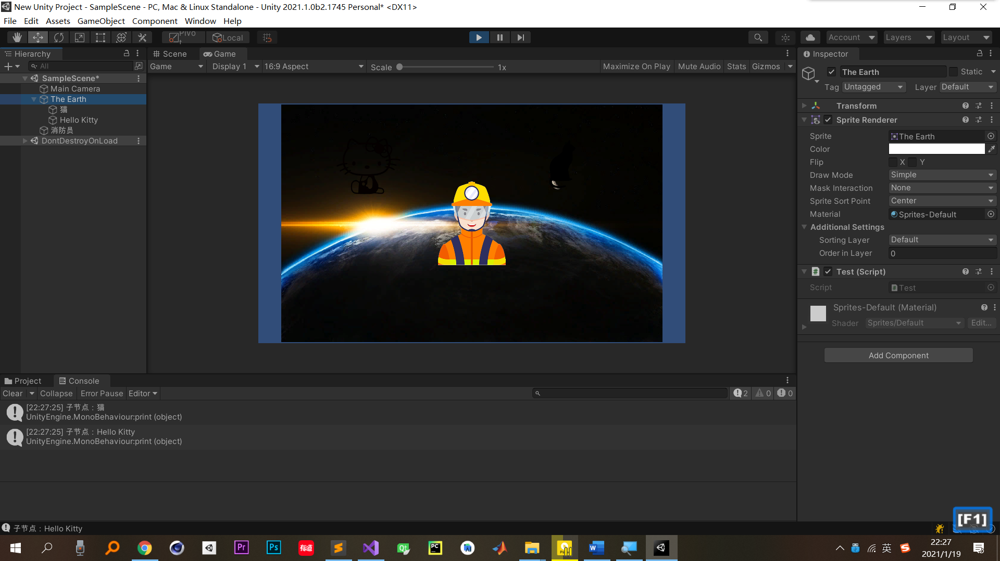 New Unity Project - SampleScene - PC, Mac & Linux Standalone - Unity 2021.1.0b2.1745 Personal* <DX11>
File Edit Assets GameObject Component Window Help
Pivot Local Account Layers Layout
Hierarchy
All
SampleScene*
Main Camera
The Earth
猫
Hello Kitty
消防员
DontDestroyOnLoad
Scene Game
Game Display 1 16:9 Aspect Scale 1x Maximize On Play Mute Audio Stats Gizmos
Inspector
The Earth Static
Tag Untagged Layer Default
Transform
Sprite Renderer
Sprite The Earth
Color
Flip X Y
Draw Mode Simple
Mask Interaction None
Sprite Sort Point Center
Material Sprites-Default
Additional Settings
Sorting Layer Default
Order in Layer 0
# Test (Script)
Script Test
Sprites-Default (Material)
Shader Sprites/Default Edit...
Add Component
Project Console
Clear Collapse Error Pause Editor 2 0 0
[22:27:25] 子节点：猫
UnityEngine.MonoBehaviour:print (object)
[22:27:25] 子节点：Hello Kitty
UnityEngine.MonoBehaviour:print (object)
子节点：Hello Kitty
[F1]
Pr Ps 有道 Qt PC W 英 S
22:27
2021/1/19